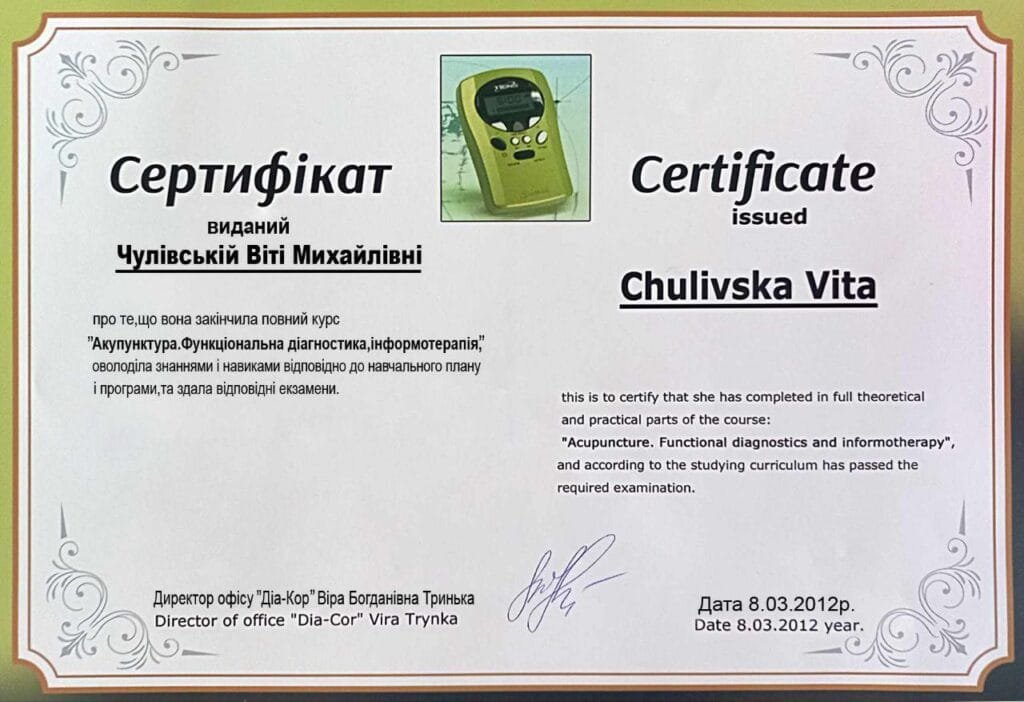 Сертифікат
виданий
Чулівській Віті Михайлівні
про те,що вона закінчила повний курс
"Акупунктура.Функціональна діагностика,інформотерапія,"
оволоділа знаннями і навиками відповідно до навчального плану
і програми,та здала відповідні екзамени.
Certificate
issued
Chulivska Vita
this is to certify that she has completed in full theoretical
and practical parts of the course:
"Acupuncture. Functional diagnostics and informotherapy",
and according to the studying curriculum has passed the
required examination.
Директор офісу "Діа-Кор" Віра Богданівна Тринька
Director of office "Dia-Cor" Vira Trynka
Дата 8.03.2012р.
Date 8.03.2012 year.